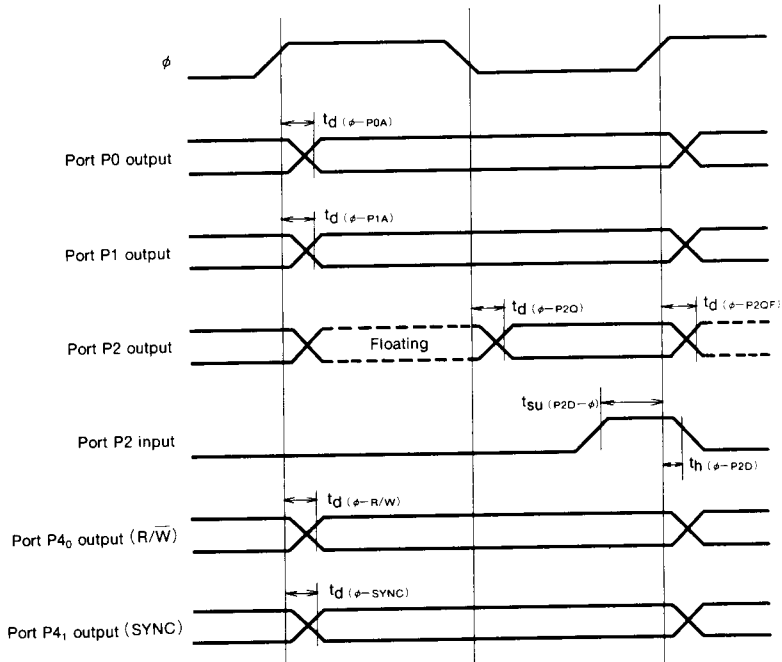 ϕ
td (ϕ−P0A)
Port P0 output
td (ϕ−P1A)
Port P1 output
td (ϕ−P2Q)
td (ϕ−P2QF)
Port P2 output
Floating
tsu (P2D−ϕ)
Port P2 input
th (ϕ−P2D)
td (ϕ−R/W)
Port P4₀ output (R/W̅)
td (ϕ−SYNC)
Port P4₁ output (SYNC)